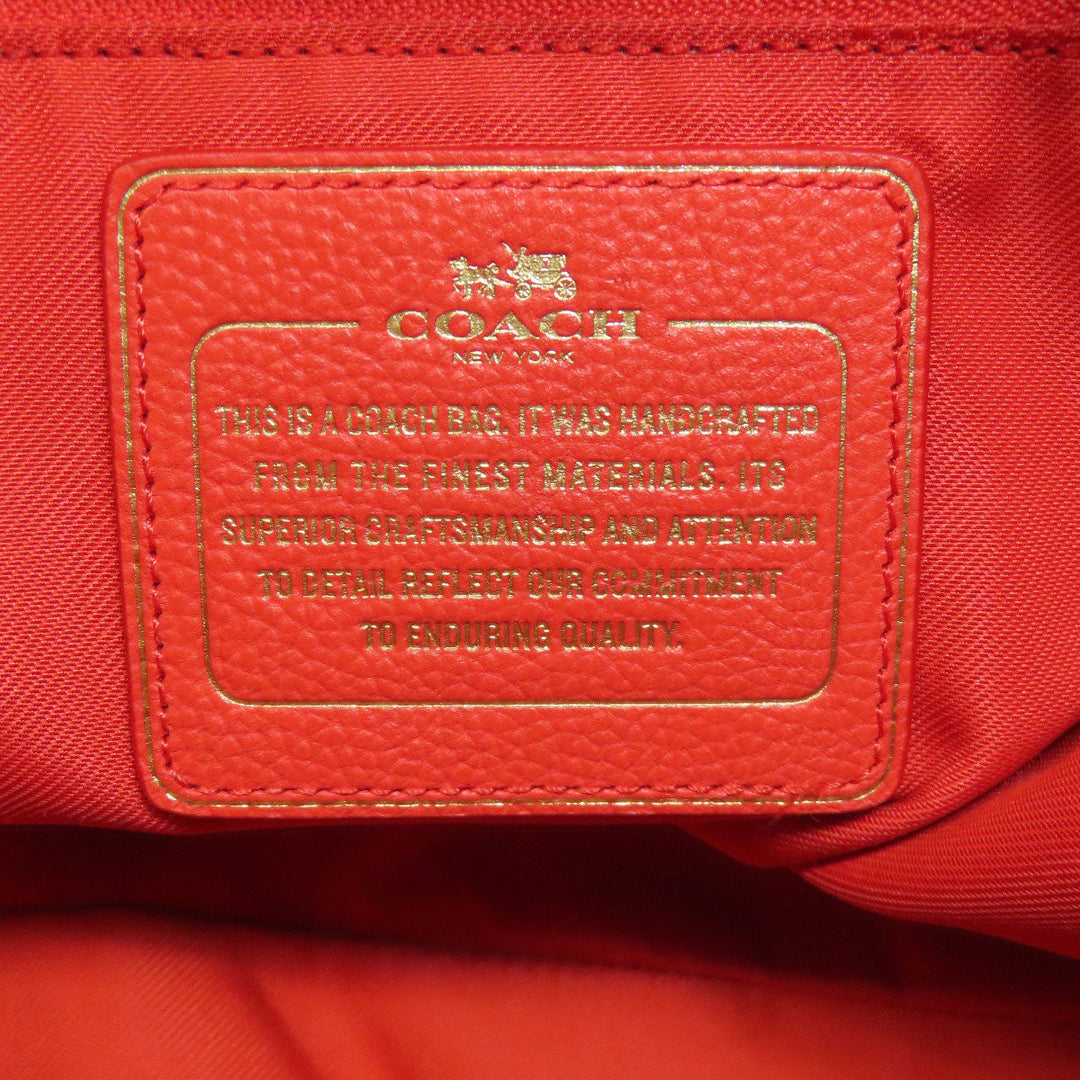 COACH
NEW YORK
THIS IS A COACH BAG. IT WAS HANDCRAFTED
FROM THE FINEST MATERIALS. ITS
SUPERIOR CRAFTSMANSHIP AND ATTENTION
TO DETAIL REFLECT OUR COMMITMENT
TO ENDURING QUALITY.